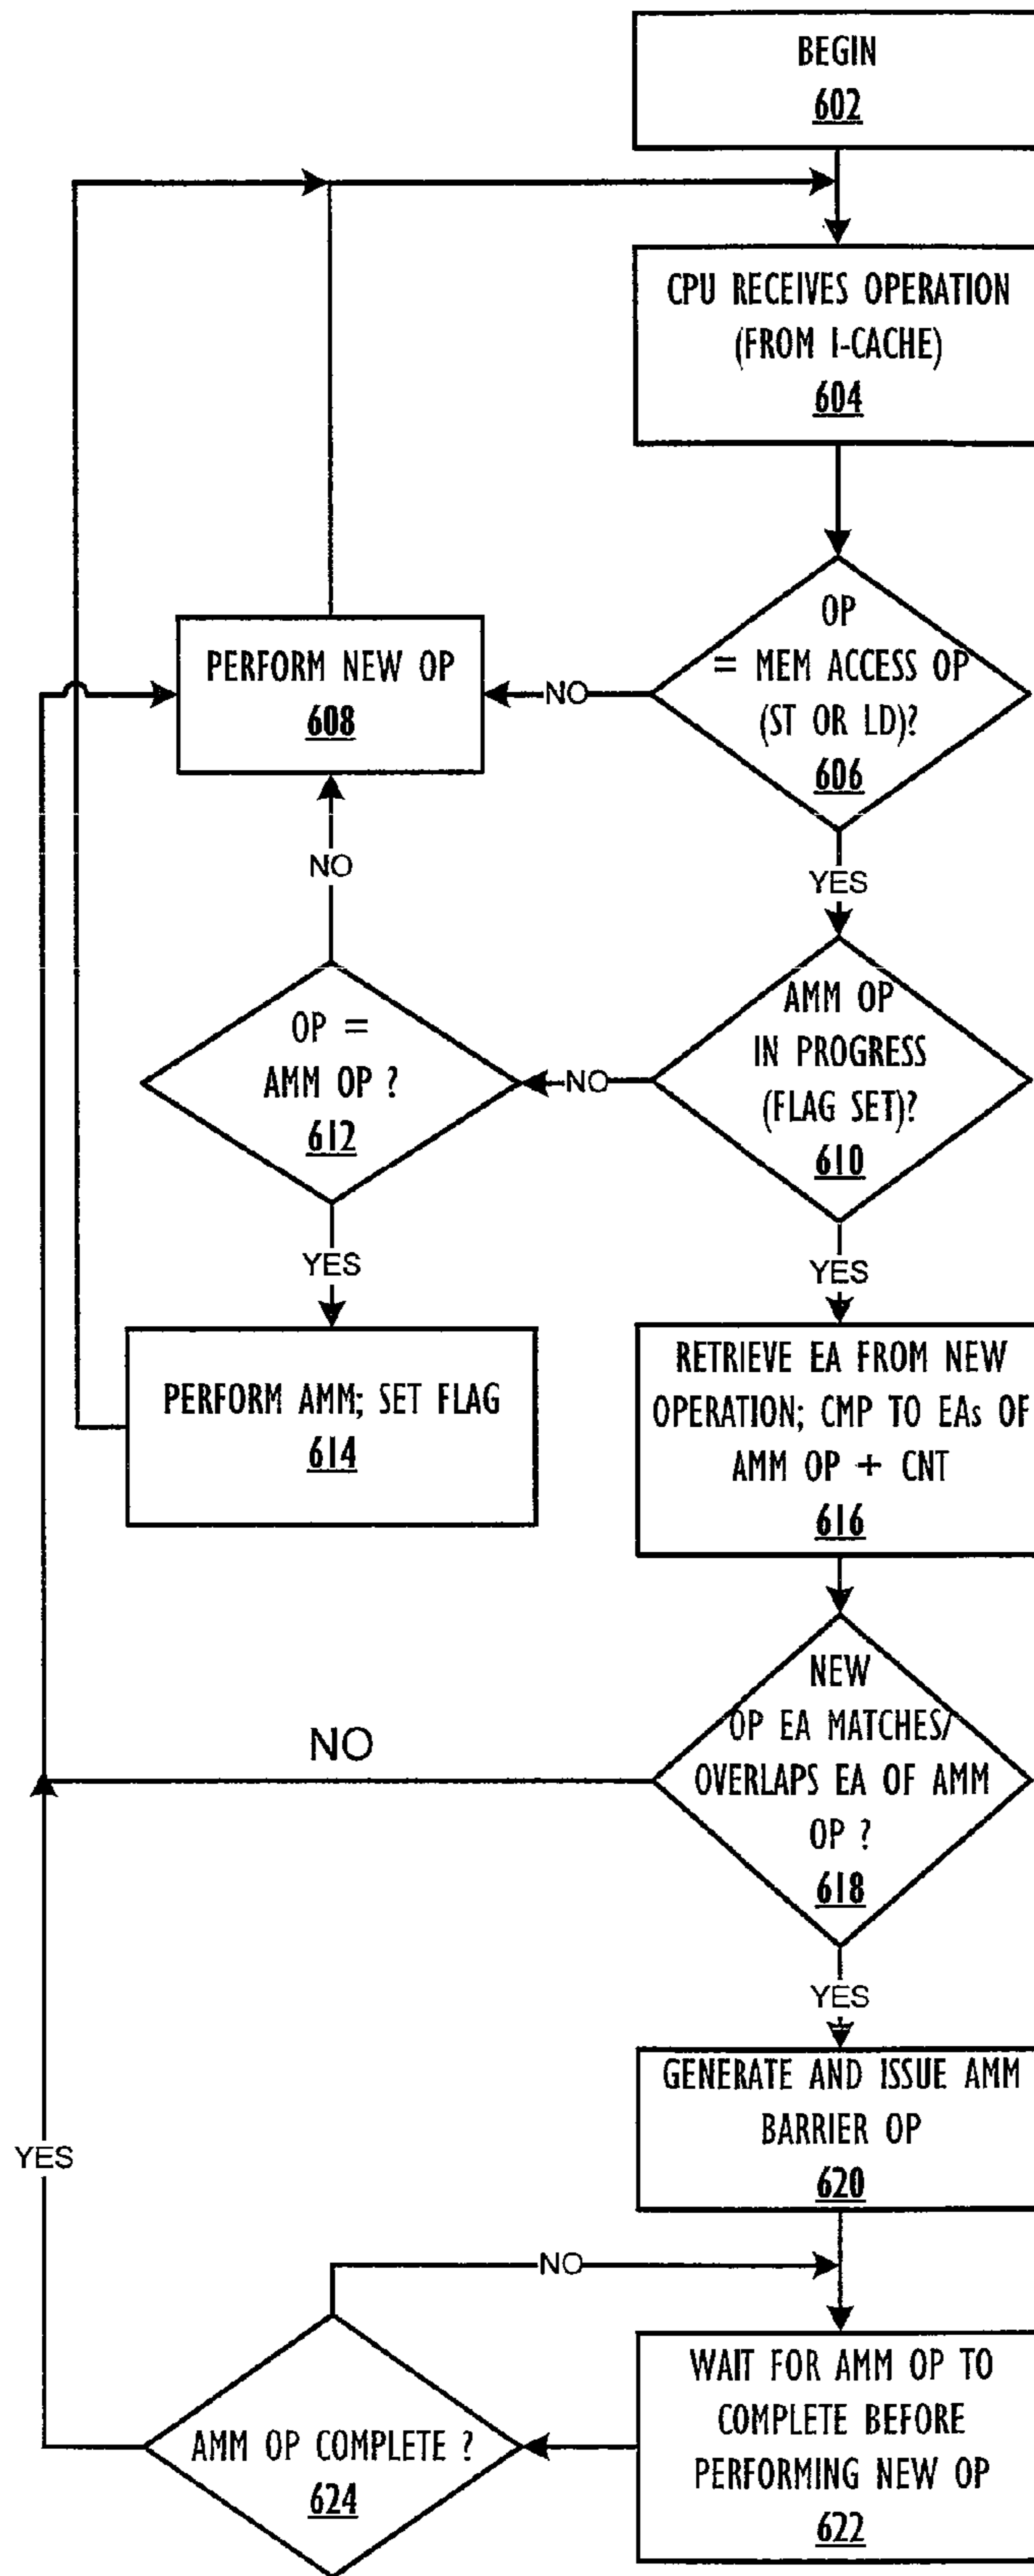 BEGIN
602
CPU RECEIVES OPERATION
(FROM I-CACHE)
604
OP
= MEM ACCESS OP
(ST OR LD)?
606
NO
PERFORM NEW OP
608
YES
NO
AMM OP
IN PROGRESS
(FLAG SET)?
610
NO
OP =
AMM OP ?
612
YES
YES
PERFORM AMM; SET FLAG
614
RETRIEVE EA FROM NEW
OPERATION; CMP TO EAs OF
AMM OP + CNT
616
NEW
OP EA MATCHES/
OVERLAPS EA OF AMM
OP ?
618
NO
YES
GENERATE AND ISSUE AMM
BARRIER OP
620
YES
NO
WAIT FOR AMM OP TO
COMPLETE BEFORE
PERFORMING NEW OP
622
AMM OP COMPLETE ?
624